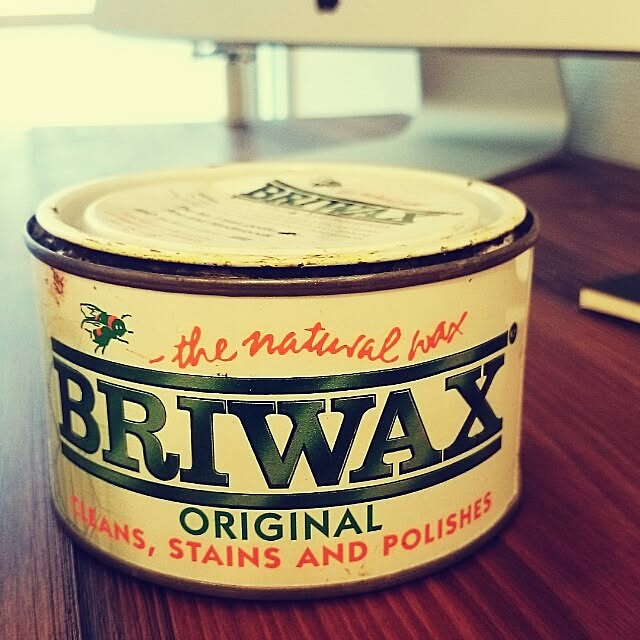 BRIWAX
-the natural wax
BRIWAX
ORIGINAL
CLEANS, STAINS AND POLISHES